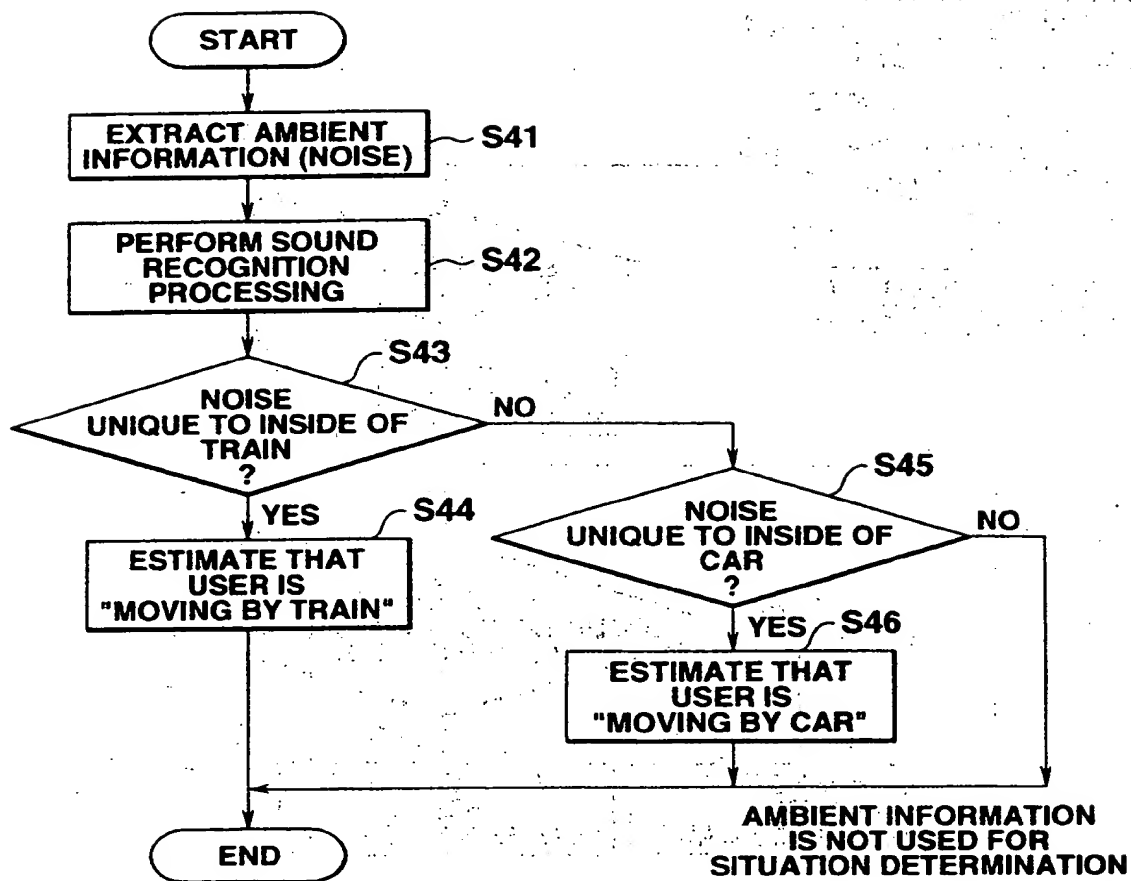 START
EXTRACT AMBIENT
INFORMATION (NOISE)
S41
PERFORM SOUND
RECOGNITION
PROCESSING
S42
S43
NOISE
UNIQUE TO INSIDE OF
TRAIN
?
NO
YES
S44
ESTIMATE THAT
USER IS
"MOVING BY TRAIN"
S45
NOISE
UNIQUE TO INSIDE OF
CAR
?
NO
YES
S46
ESTIMATE THAT
USER IS
"MOVING BY CAR"
AMBIENT INFORMATION
IS NOT USED FOR
SITUATION DETERMINATION
END